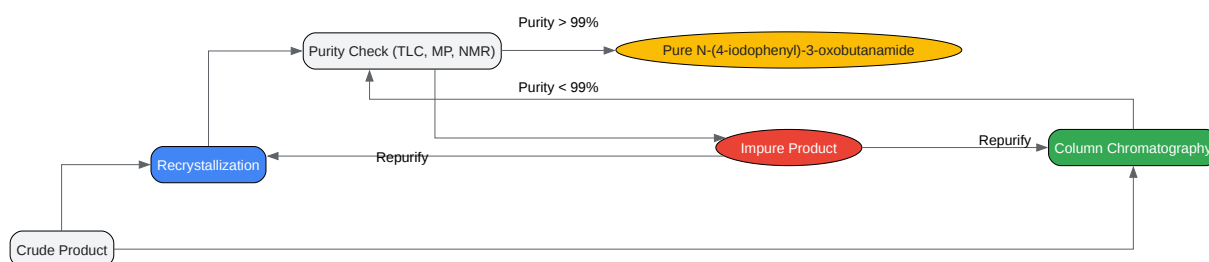 Purity > 99%
Purity Check (TLC, MP, NMR)
Pure N-(4-iodophenyl)-3-oxobutanamide
Purity < 99%
Repurify
Impure Product
Column Chromatography
Repurify
Recrystallization
Crude Product